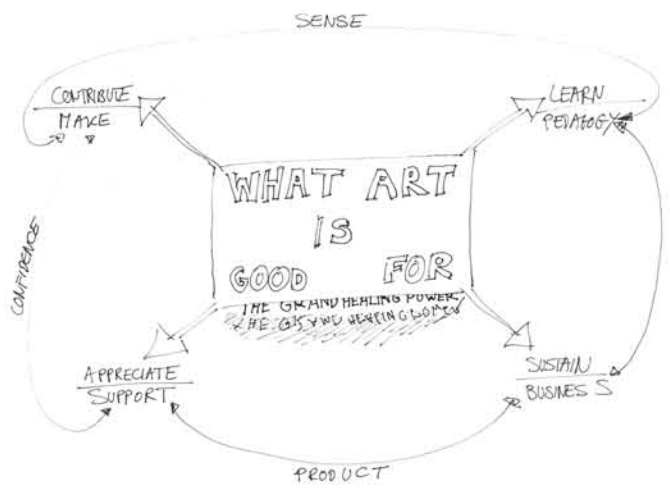 SENSE
CONTRIBUTE
MAKE
LEARN
PEDAGOGY
WHAT ART
IS
GOOD FOR
THE GRAND HEALING POWER
CONFIDENCE
APPRECIATE
SUPPORT
SUSTAIN
BUSINESS
PRODUCT